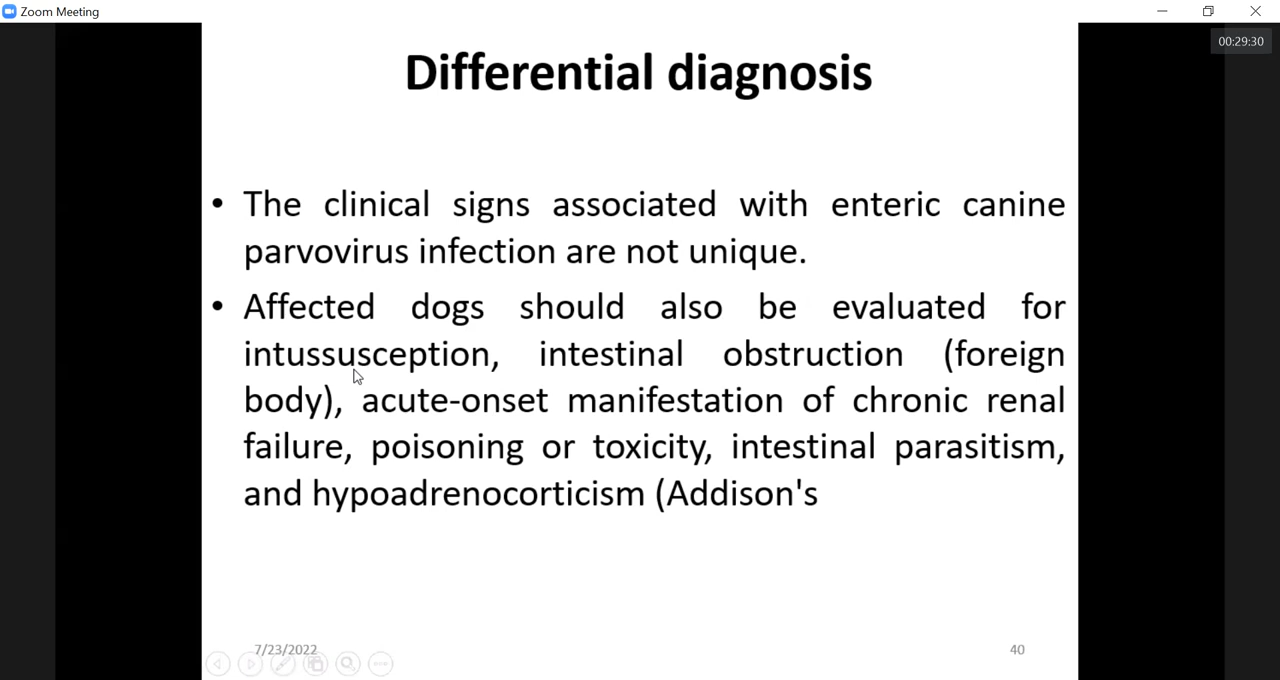 Zoom Meeting
00:29:30
Differential diagnosis
• The clinical signs associated with enteric canine
parvovirus infection are not unique.
• Affected dogs should also be evaluated for
intussusception, intestinal obstruction (foreign
body), acute-onset manifestation of chronic renal
failure, poisoning or toxicity, intestinal parasitism,
and hypoadrenocorticism (Addison's
7/23/2022
40